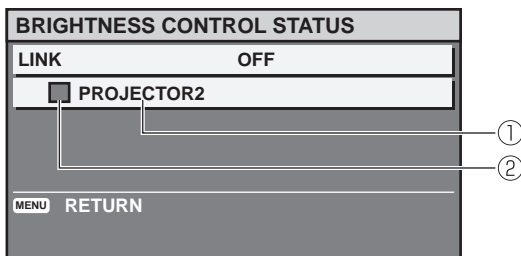 BRIGHTNESS CONTROL STATUS
LINK OFF
PROJECTOR2
①
②
MENU RETURN